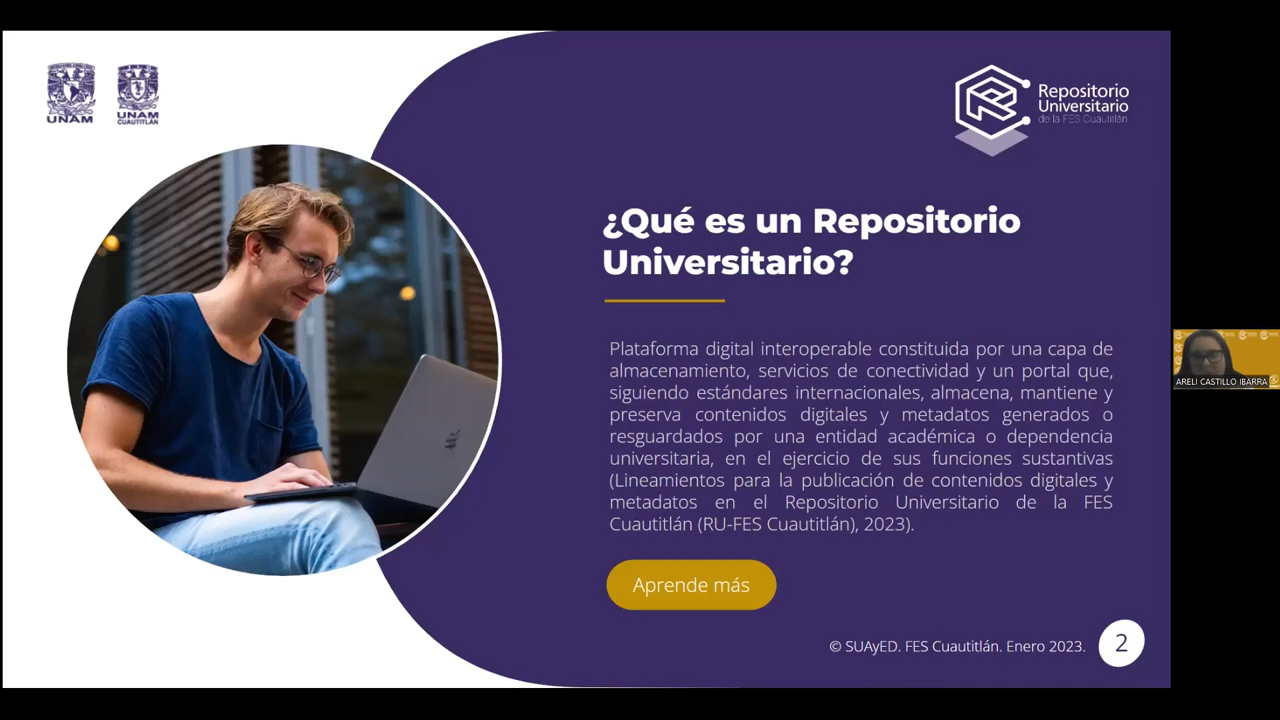 UNAM
UNAM
CUAUTITLÁN
Repositorio
Universitario
de la FES Cuautitlán
¿Qué es un Repositorio
Universitario?
Plataforma digital interoperable constituida por una capa de
almacenamiento, servicios de conectividad y un portal que,
siguiendo estándares internacionales, almacena, mantiene y
preserva contenidos digitales y metadatos generados o
resguardados por una entidad académica o dependencia
universitaria, en el ejercicio de sus funciones sustantivas
(Lineamientos para la publicación de contenidos digitales y
metadatos en el Repositorio Universitario de la FES
Cuautitlán (RU-FES Cuautitlán), 2023).
Aprende más
© SUAyED. FES Cuautitlán. Enero 2023.
2
ARELI CASTILLO IBARRA